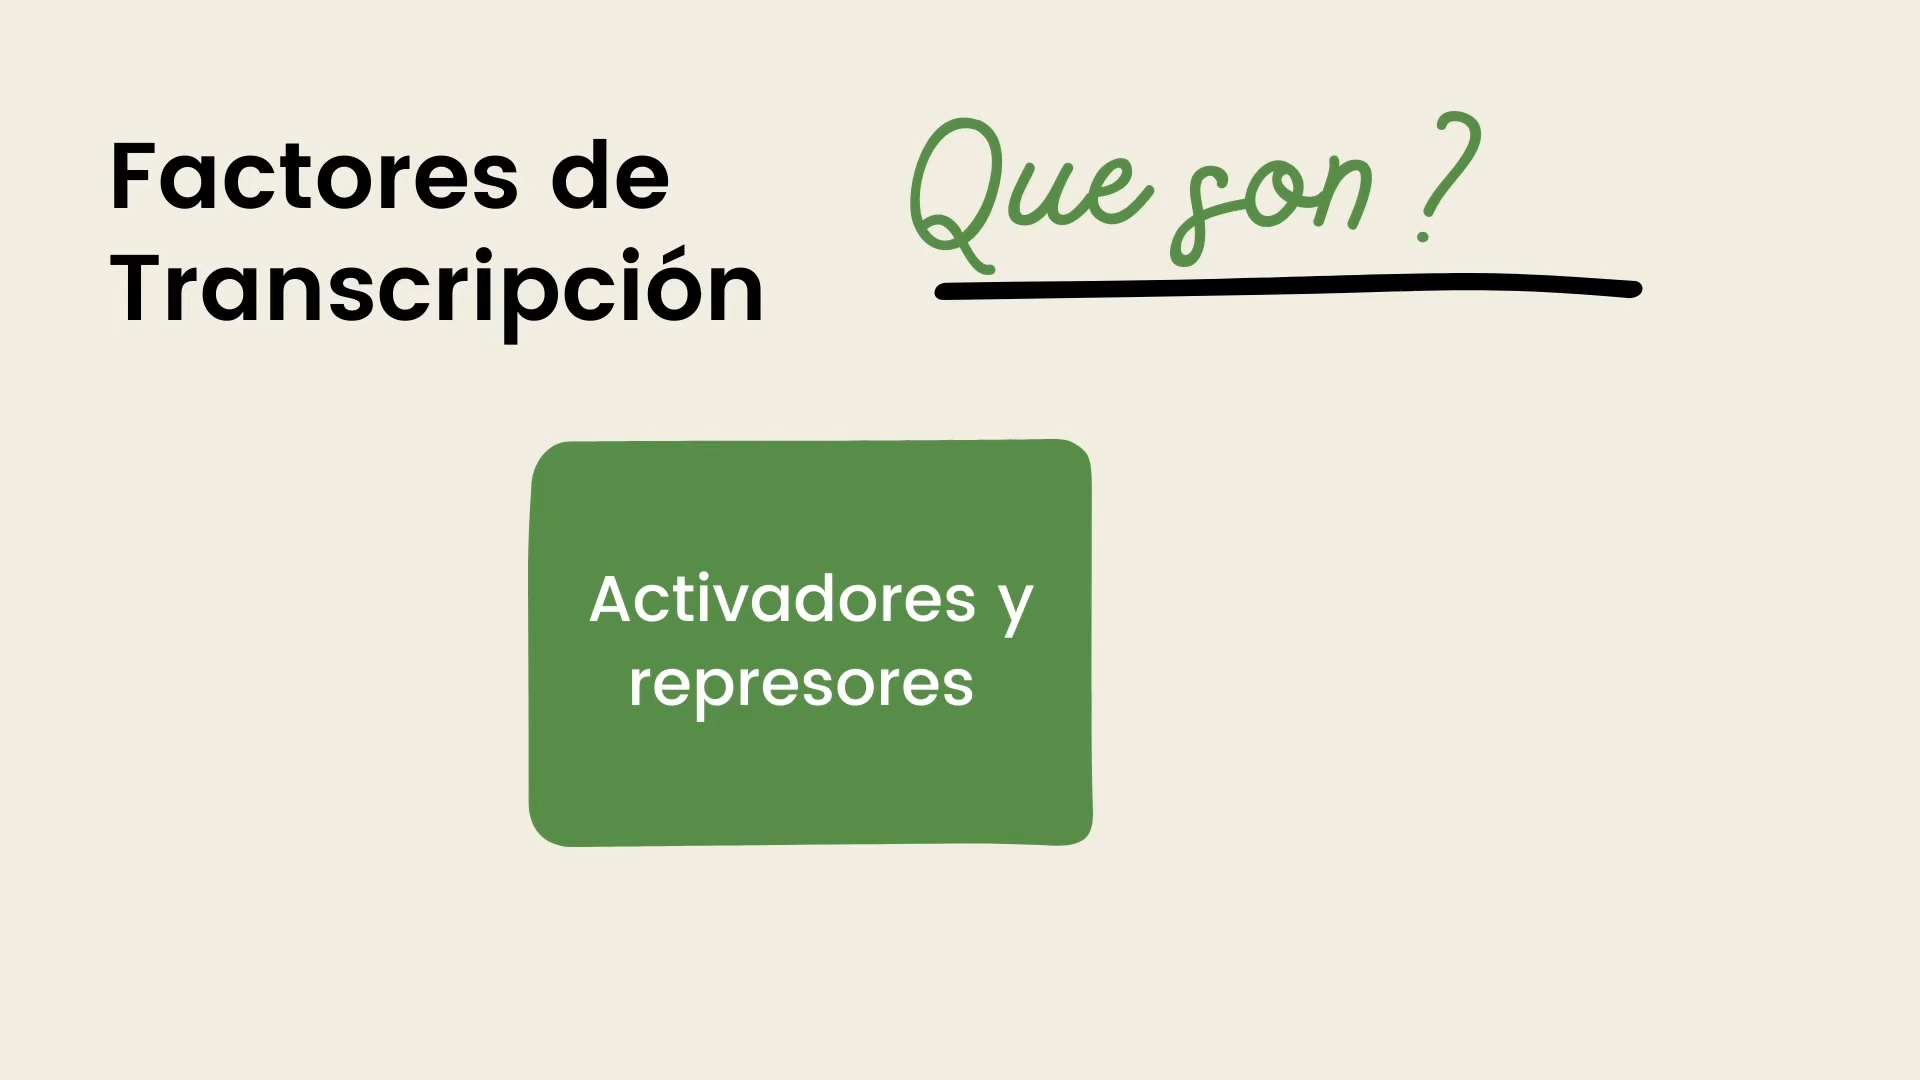 Factores de
Transcripción
Que son ?
Activadores y
represores